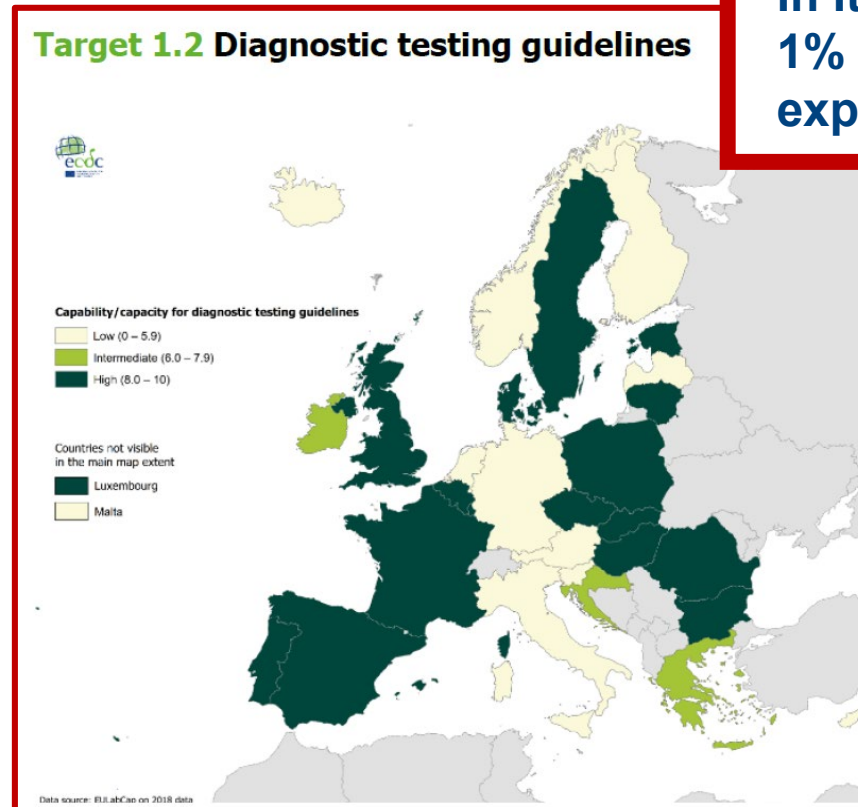 1%
exp
Target 1.2 Diagnostic testing guidelines
ecdc
Capability/capacity for diagnostic testing guidelines
Low (0 – 5.9)
Intermediate (6.0 – 7.9)
High (8.0 – 10)
Countries not visible
in the main map extent
Luxembourg
Malta
Data source: EULabCap on 2018 data